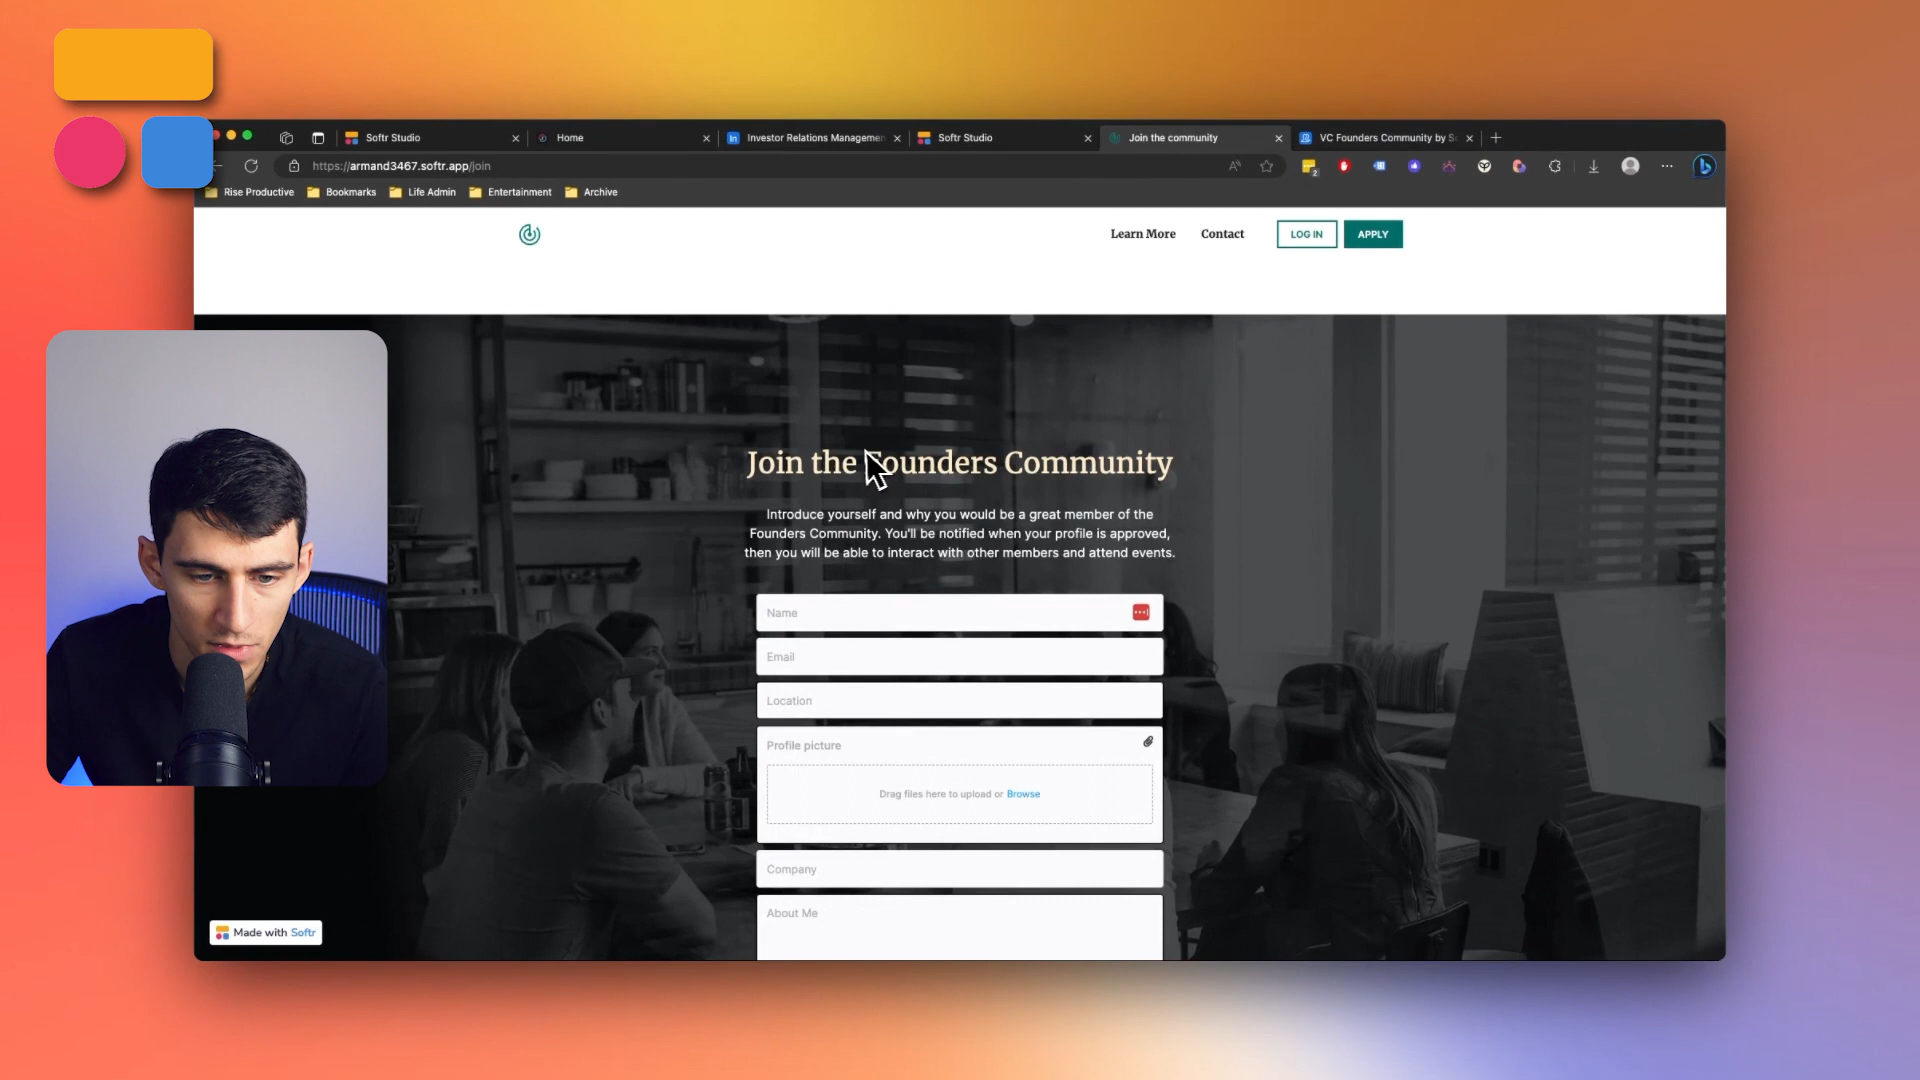 Softr Studio
Home
Investor Relations Managemen
Softr Studio
Join the community
VC Founders Community by So
https://armand3467.softr.app/join
2
Rise Productive
Bookmarks
Life Admin
Entertainment
Archive
Learn More
Contact
LOG IN
APPLY
Join the Founders Community
Introduce yourself and why you would be a great member of the
Founders Community. You'll be notified when your profile is approved,
then you will be able to interact with other members and attend events.
Name
Email
Location
Profile picture
Drag files here to upload or Browse
Company
About Me
Made with Softr